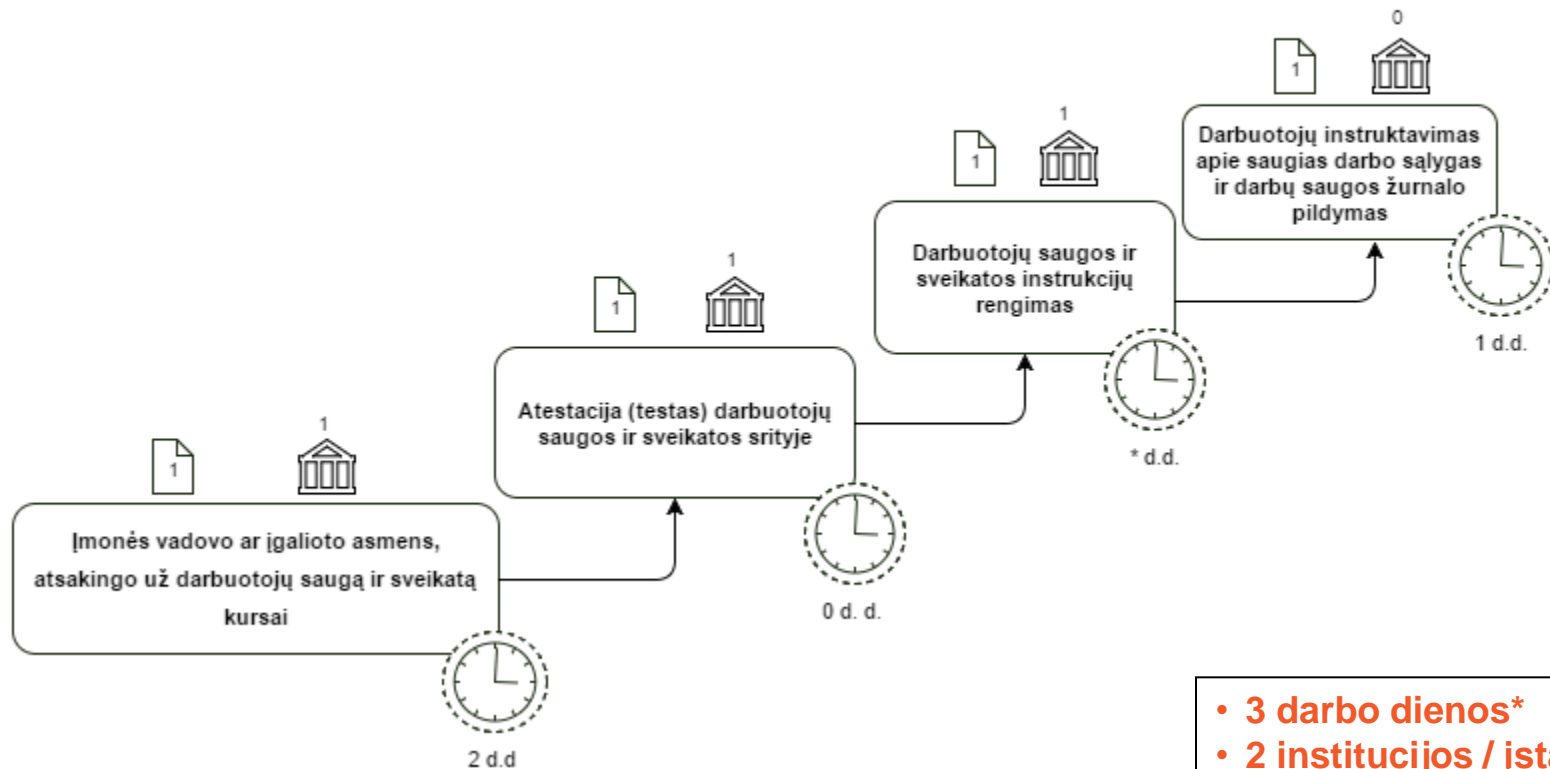 0
1
Darbuotojų instruktavimas
apie saugias darbo sąlygas
ir darbų saugos žurnalo
pildymas
1 d.d.
1
1
Darbuotojų saugos ir
sveikatos instrukcijų
rengimas
* d.d.
1
1
Atestacija (testas) darbuotojų
saugos ir sveikatos srityje
0 d. d.
1
1
Įmonės vadovo ar įgalioto asmens,
atsakingo už darbuotojų saugą ir sveikatą
kursai
2 d.d
• 3 darbo dienos*
• 2 institucijos /